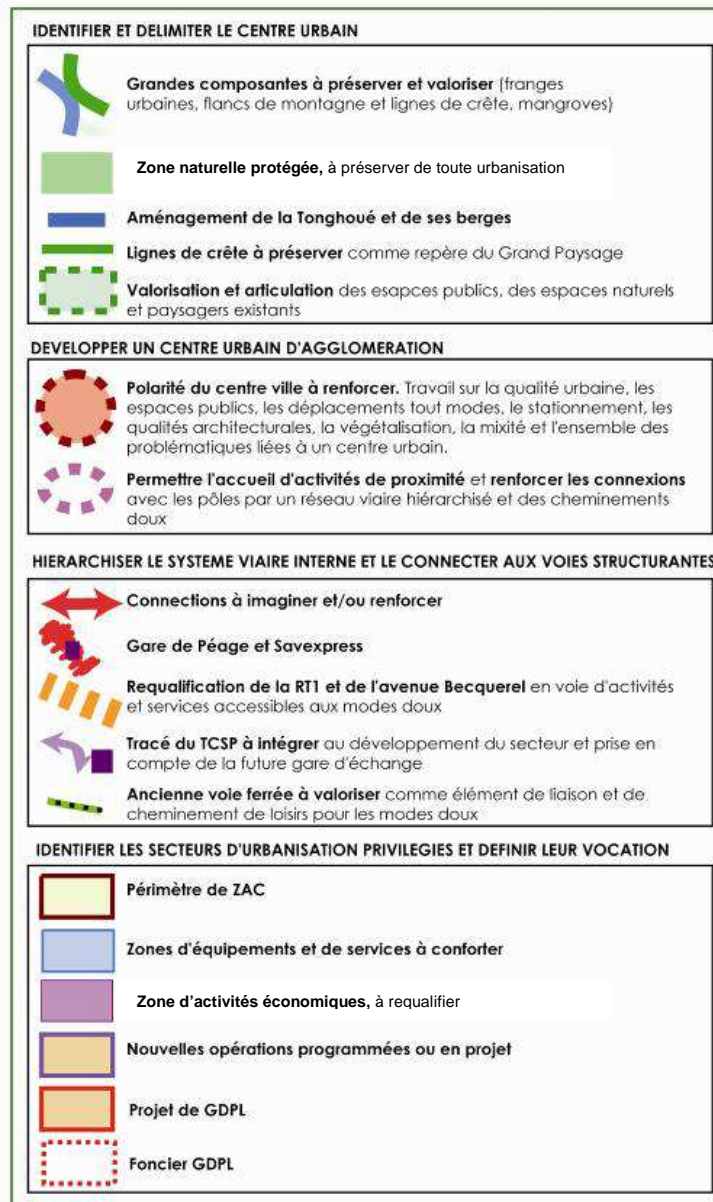 IDENTIFIER ET DELIMITER LE CENTRE URBAIN
Grandes composantes à préserver et valoriser (franges
urbaines, flancs de montagne et lignes de crête, mangroves)
Zone naturelle protégée, à préserver de toute urbanisation
Aménagement de la Tonghoué et de ses berges
Lignes de crête à préserver comme repère du Grand Paysage
Valorisation et articulation des esapces publics, des espaces naturels
et paysagers existants
DEVELOPPER UN CENTRE URBAIN D'AGGLOMERATION
Polarité du centre ville à renforcer. Travail sur la qualité urbaine, les
espaces publics, les déplacements tout modes, le stationnement, les
qualités architecturales, la végétalisation, la mixité et l'ensemble des
problématiques liées à un centre urbain.
Permettre l'accueil d'activités de proximité et renforcer les connexions
avec les pôles par un réseau viaire hiérarchisé et des cheminements
doux
HIERARCHISER LE SYSTEME VIAIRE INTERNE ET LE CONNECTER AUX VOIES STRUCTURANTES
Connections à imaginer et/ou renforcer
Gare de Péage et Savexpress
Requalification de la RT1 et de l'avenue Becquerel en voie d'activités
et services accessibles aux modes doux
Tracé du TCSP à intégrer au développement du secteur et prise en
compte de la future gare d'échange
Ancienne voie ferrée à valoriser comme élément de liaison et de
cheminement de loisirs pour les modes doux
IDENTIFIER LES SECTEURS D'URBANISATION PRIVILEGIES ET DEFINIR LEUR VOCATION
Périmètre de ZAC
Zones d'équipements et de services à conforter
Zone d'activités économiques, à requalifier
Nouvelles opérations programmées ou en projet
Projet de GDPL
Foncier GDPL